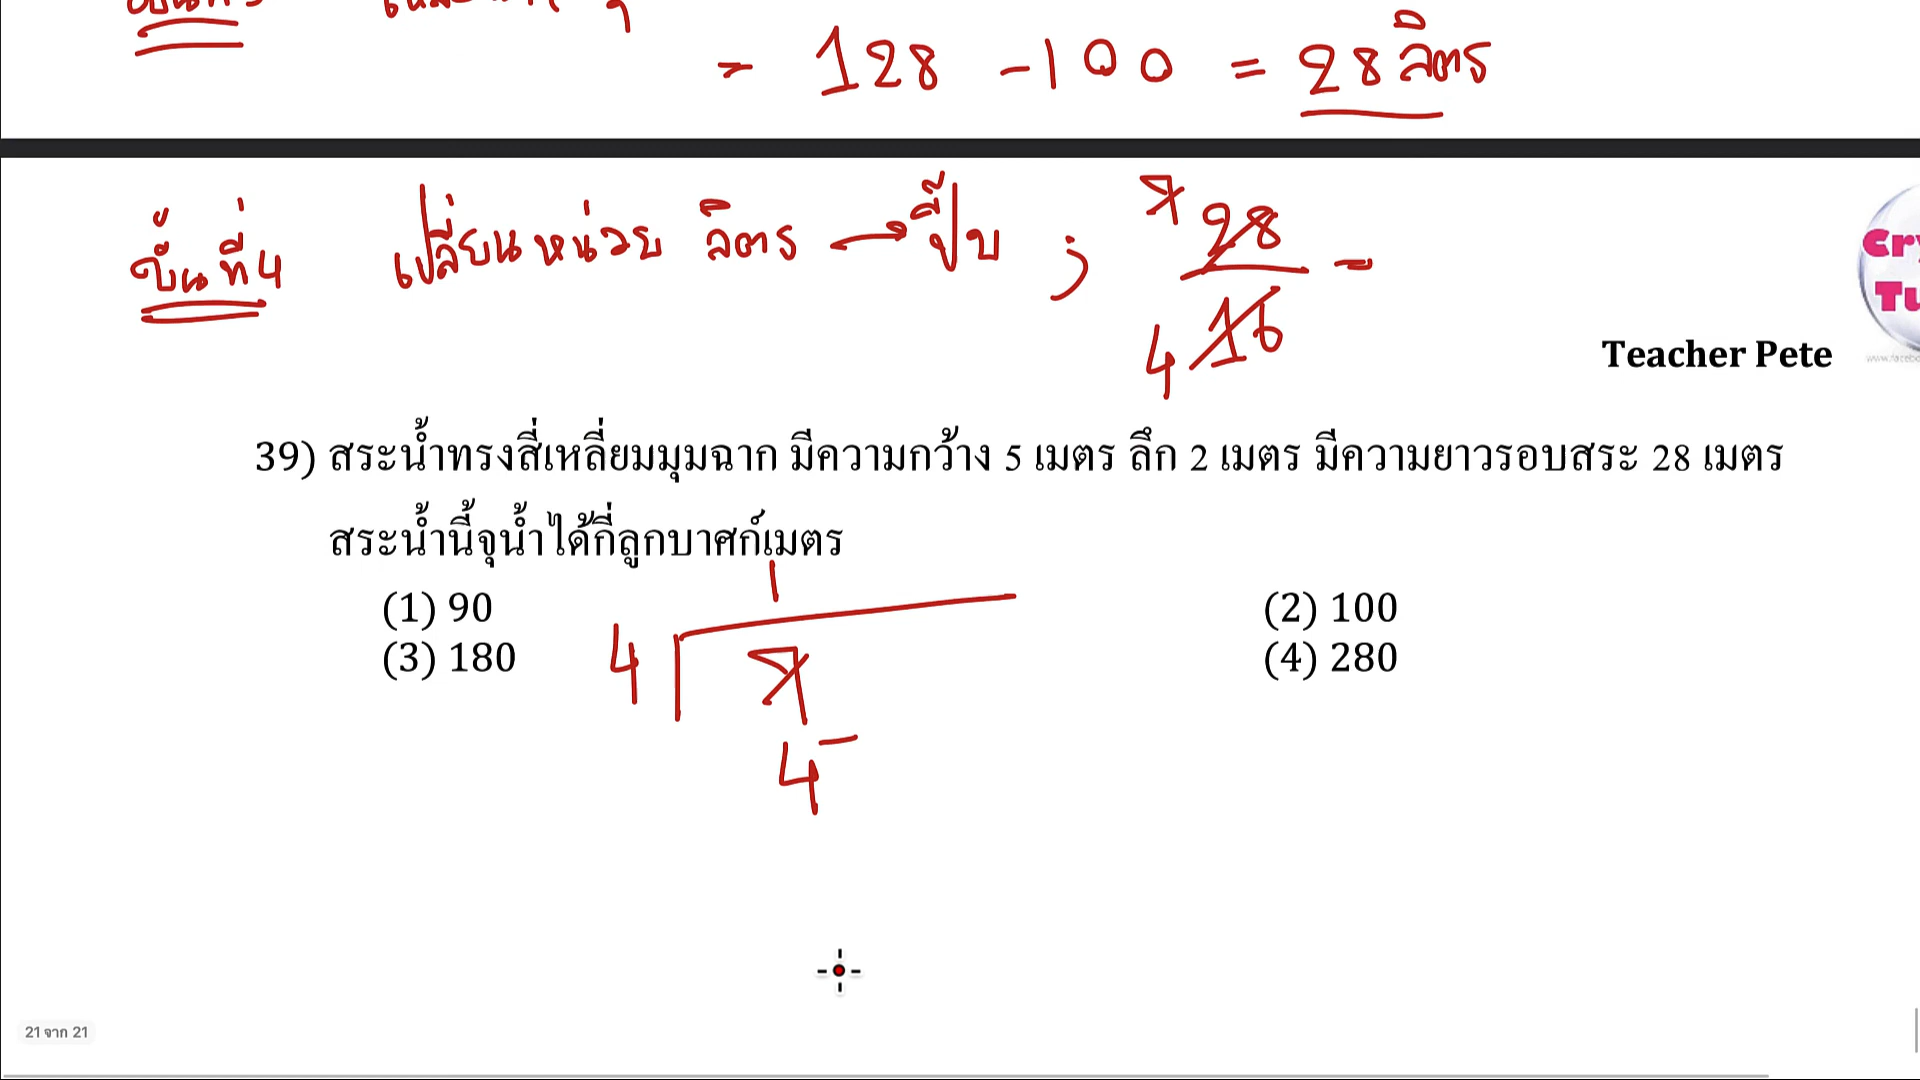 = 128 - 100 = 28 ลิตร
ขั้นที่4 เปลี่ยนหน่วย ลิตร → ปี๊บ ; 7 28 / 4 16 =
Cry
Tu
Teacher Pete
39) สระน้ำทรงสี่เหลี่ยมมุมฉาก มีความกว้าง 5 เมตร ลึก 2 เมตร มีความยาวรอบสระ 28 เมตร
สระน้ำนี้จุน้ำได้กี่ลูกบาศก์เมตร
(1) 90
(2) 100
(3) 180
(4) 280
1
4 7
4 -
21 จาก 21